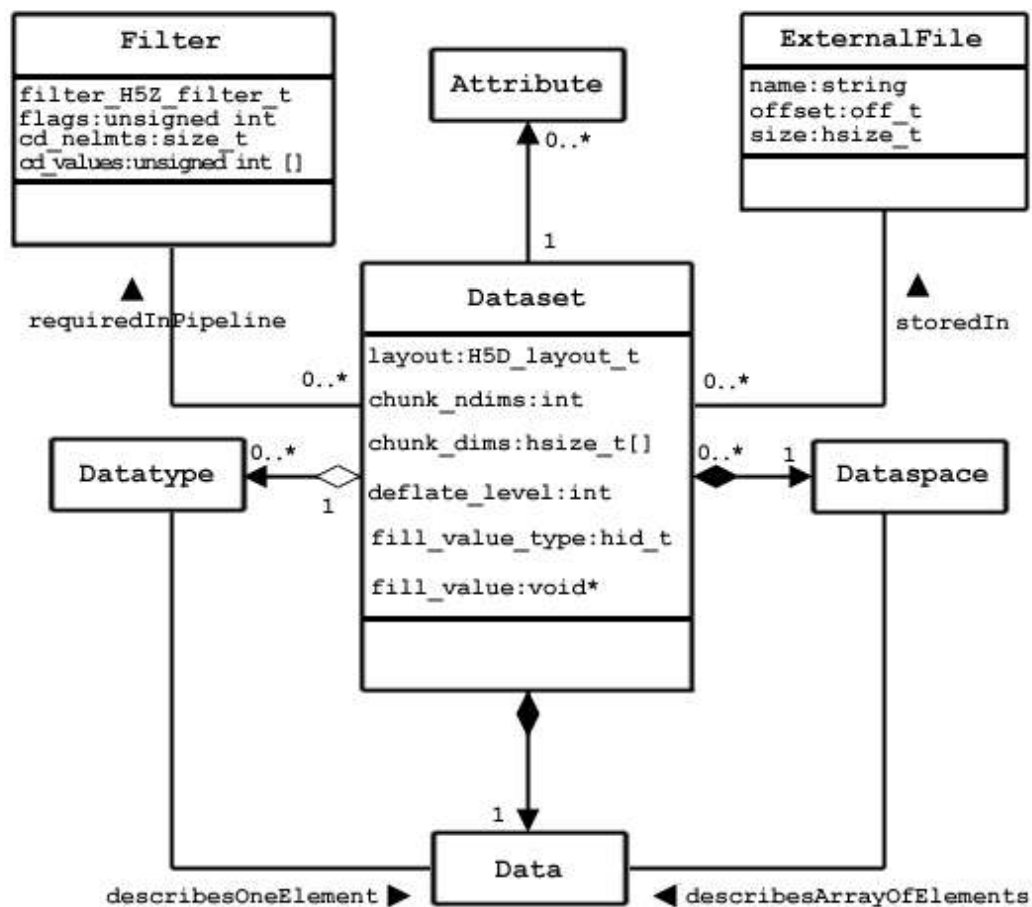 Filter
filter_H5Z_filter_t
flags:unsigned int
cd_nelmts:size_t
cd_values:unsigned int []
Attribute
0..*
ExternalFile
name:string
offset:off_t
size:hsize_t
1
requiredInPipeline
storedIn
Dataset
layout:H5D_layout_t
chunk_ndims:int
chunk_dims:hsize_t[]
deflate_level:int
fill_value_type:hid_t
fill_value:void*
0..*
0..*
Datatype
0..*
1
0..*
1
Dataspace
1
Data
describesOneElement
describesArrayOfElements